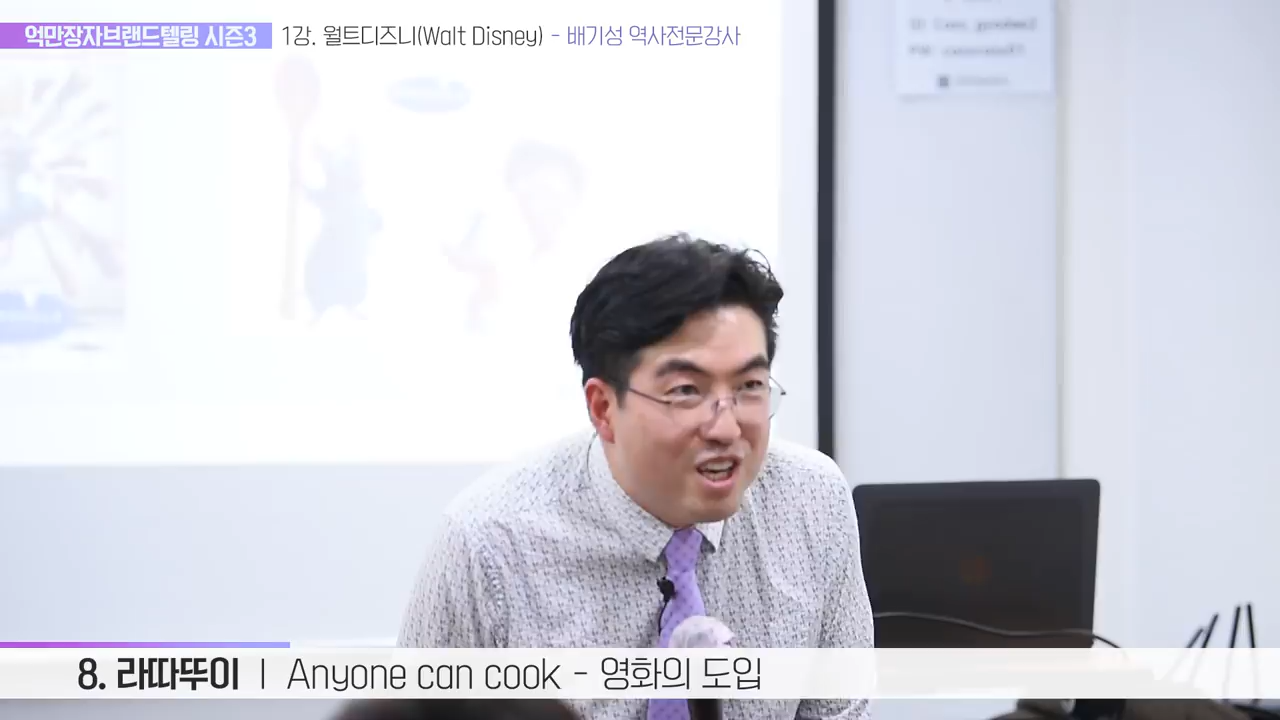 억만장자브랜드텔링 시즌3
1강. 월트디즈니(Walt Disney) - 배기성 역사전문강사
8. 라따뚜이 | Anyone can cook - 영화의 도입